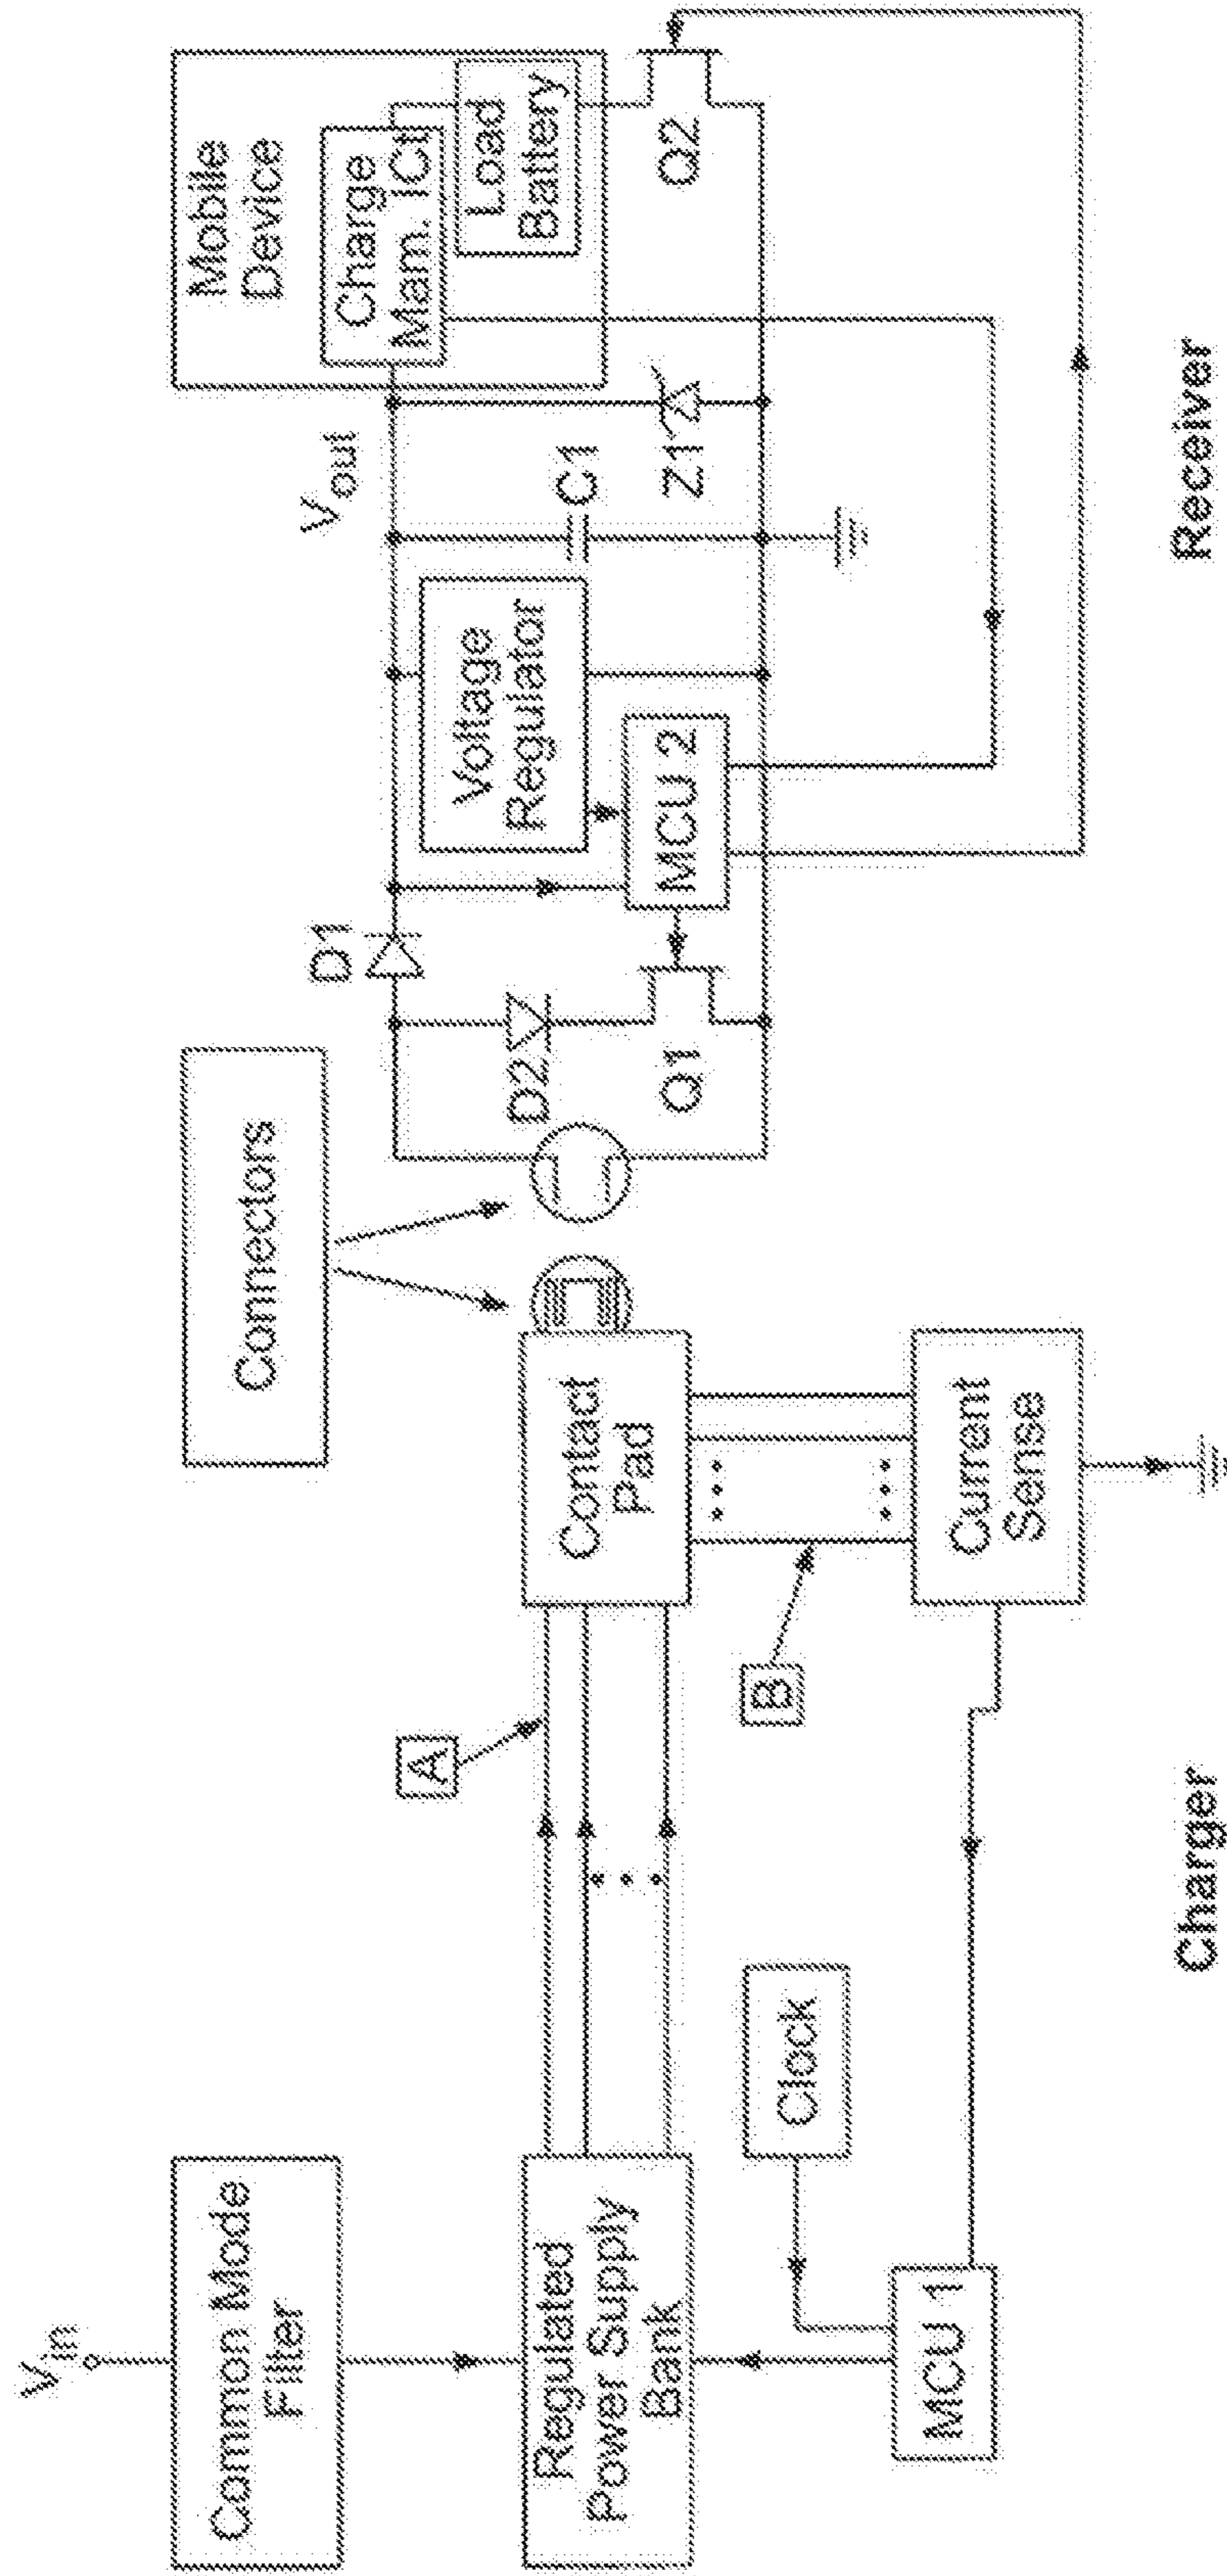 Vin
Common Mode
Filter
Regulated
Power Supply
Bank
MCU 1
Clock
A
B
Contact
Pad
Current
Sense
Connectors
Charger
D1
D2
Q1
Voltage
Regulator
MCU 2
Vout
C1
Z1
Mobile
Device
Charge
Mam. ICt
Load
Battery
Q2
Receiver